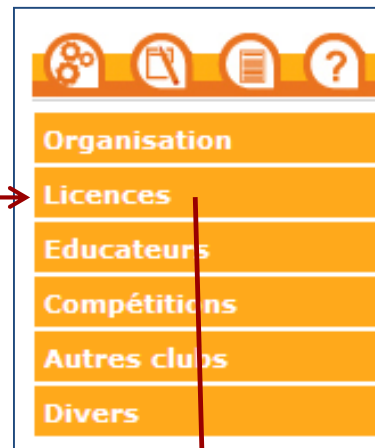 ?
Organisation
Licences
Educateurs
Compétitions
Autres clubs
Divers